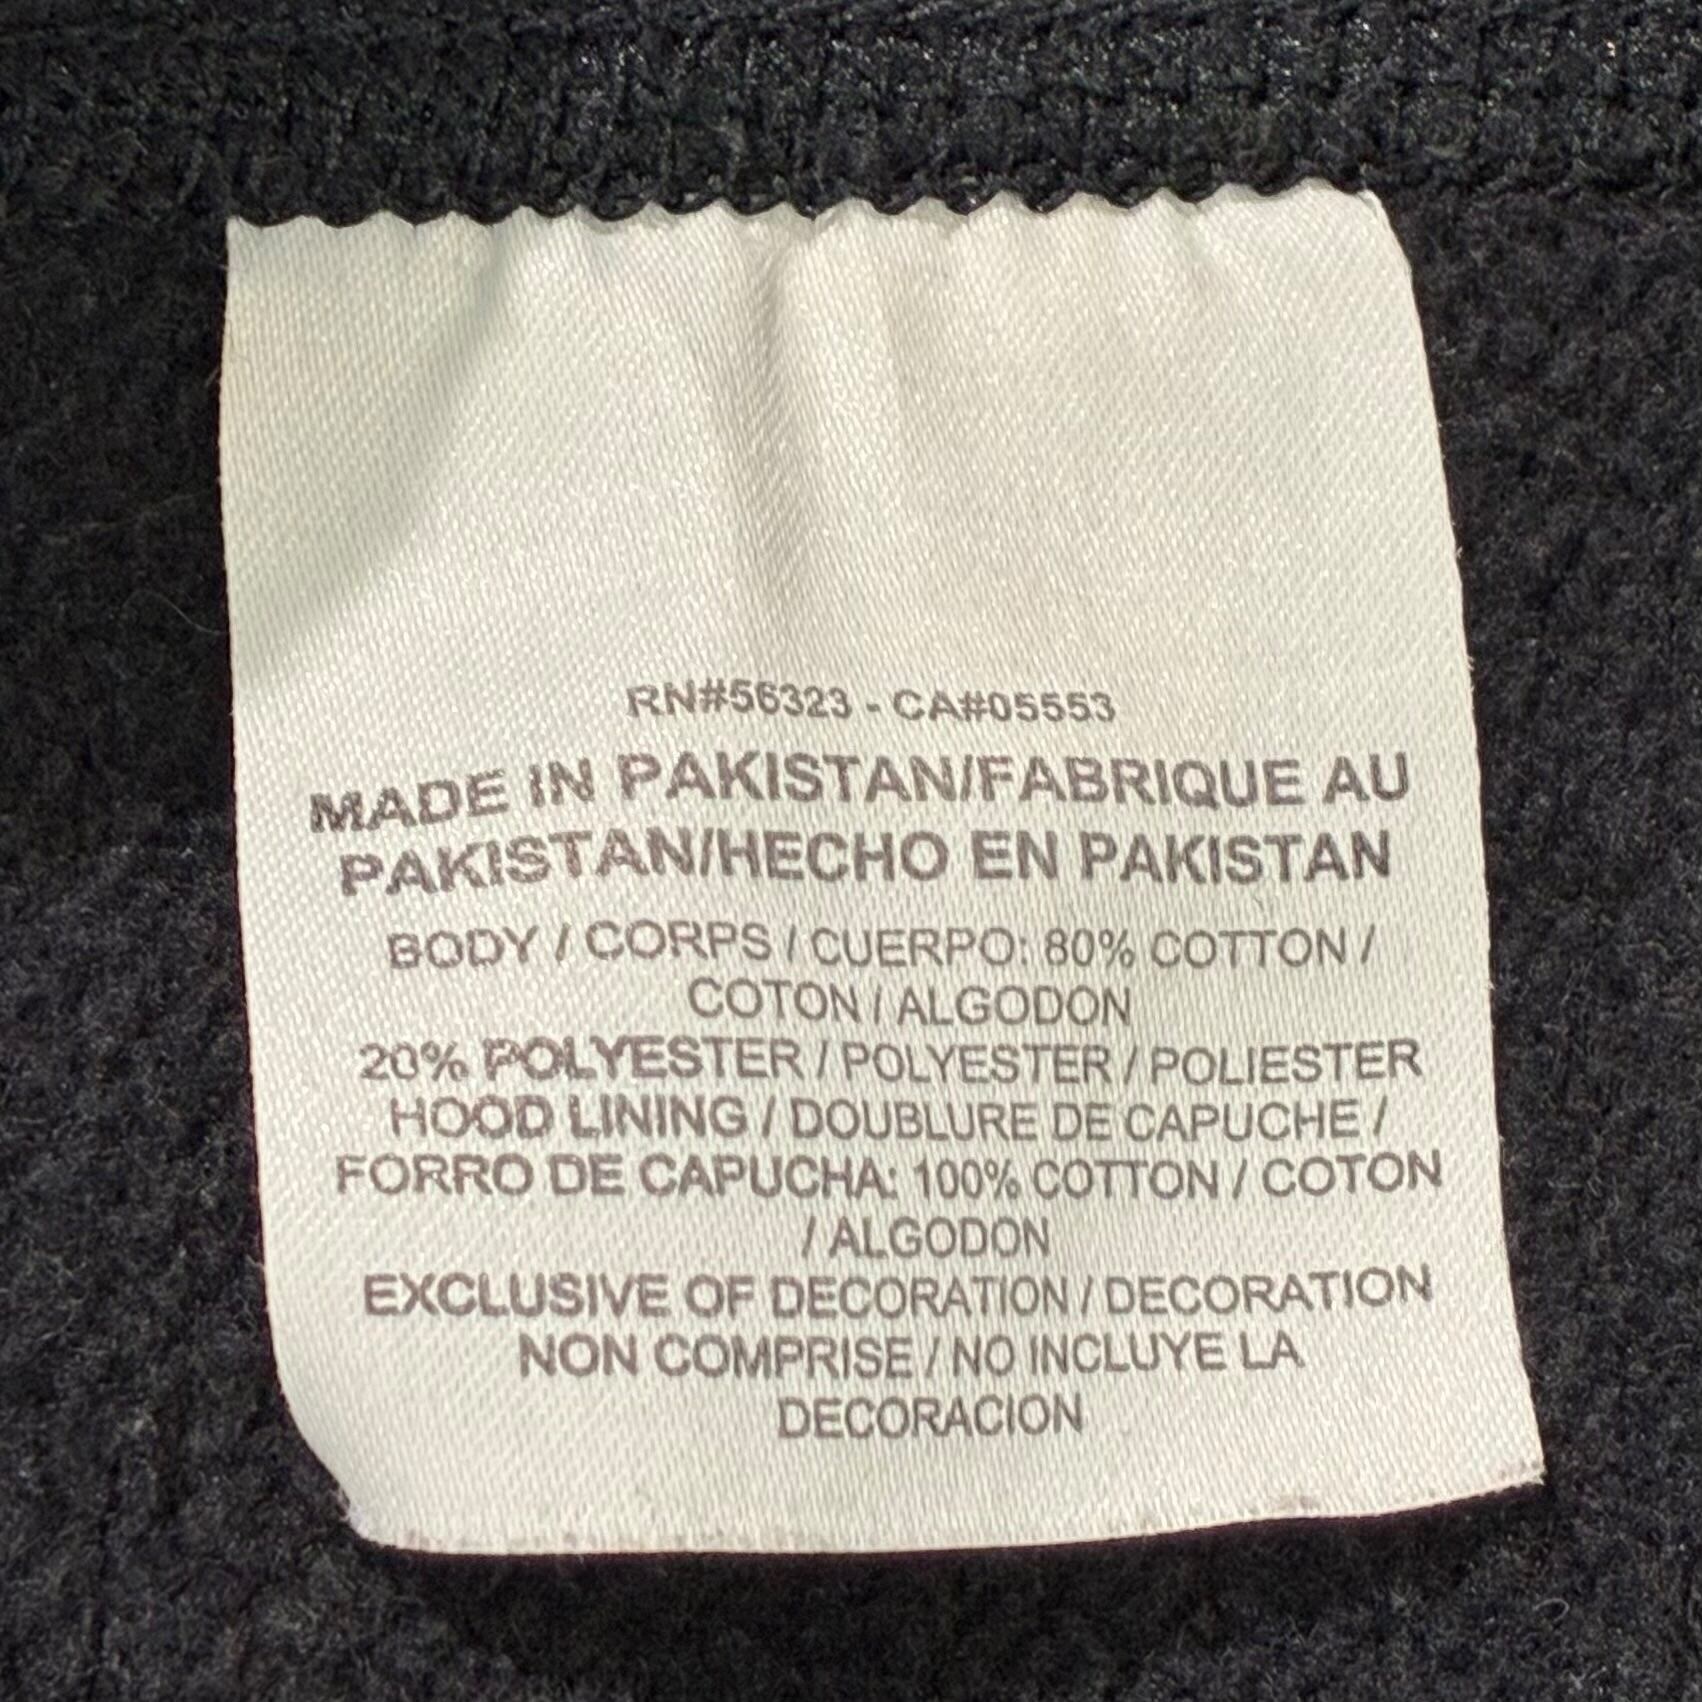 RN#56323 - CA#05553
MADE IN PAKISTAN/FABRIQUE AU
PAKISTAN/HECHO EN PAKISTAN
BODY / CORPS / CUERPO: 80% COTTON /
COTON / ALGODON
20% POLYESTER / POLYESTER / POLIESTER
HOOD LINING / DOUBLURE DE CAPUCHE /
FORRO DE CAPUCHA: 100% COTTON / COTON
/ ALGODON
EXCLUSIVE OF DECORATION / DECORATION
NON COMPRISE / NO INCLUYE LA
DECORACION